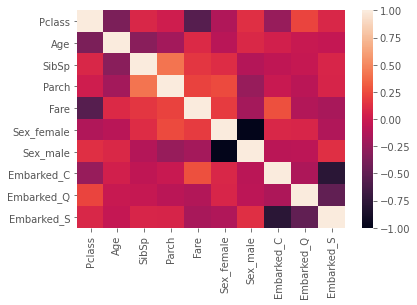 Pclass
Age
SibSp
Parch
Fare
Sex_female
Sex_male
Embarked_C
Embarked_Q
Embarked_S
Pclass
Age
SibSp
Parch
Fare
Sex_female
Sex_male
Embarked_C
Embarked_Q
Embarked_S
1.00
0.75
0.50
0.25
0.00
−0.25
−0.50
−0.75
−1.00